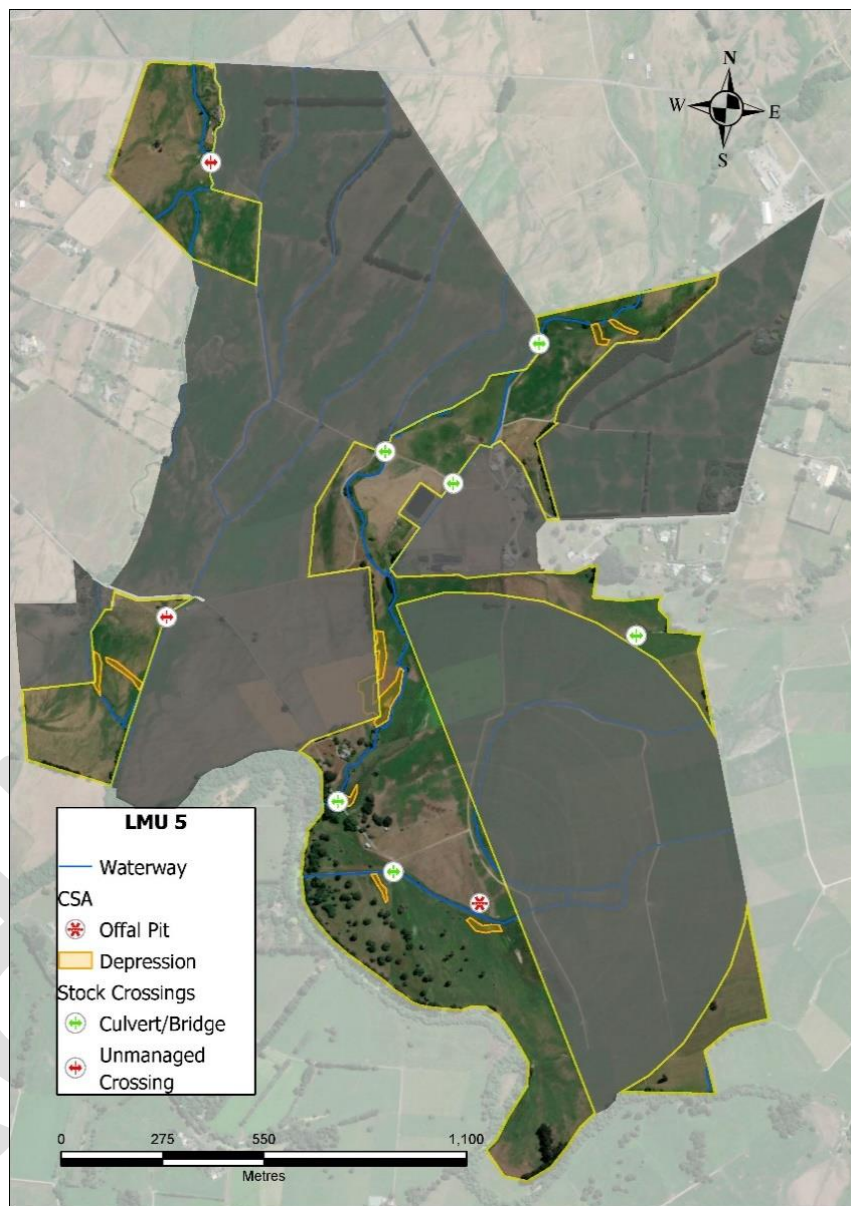 N
W E
S
LMU 5
Waterway
CSA
Offal Pit
Depression
Stock Crossings
Culvert/Bridge
Unmanaged
Crossing
0 275 550 1,100
Metres